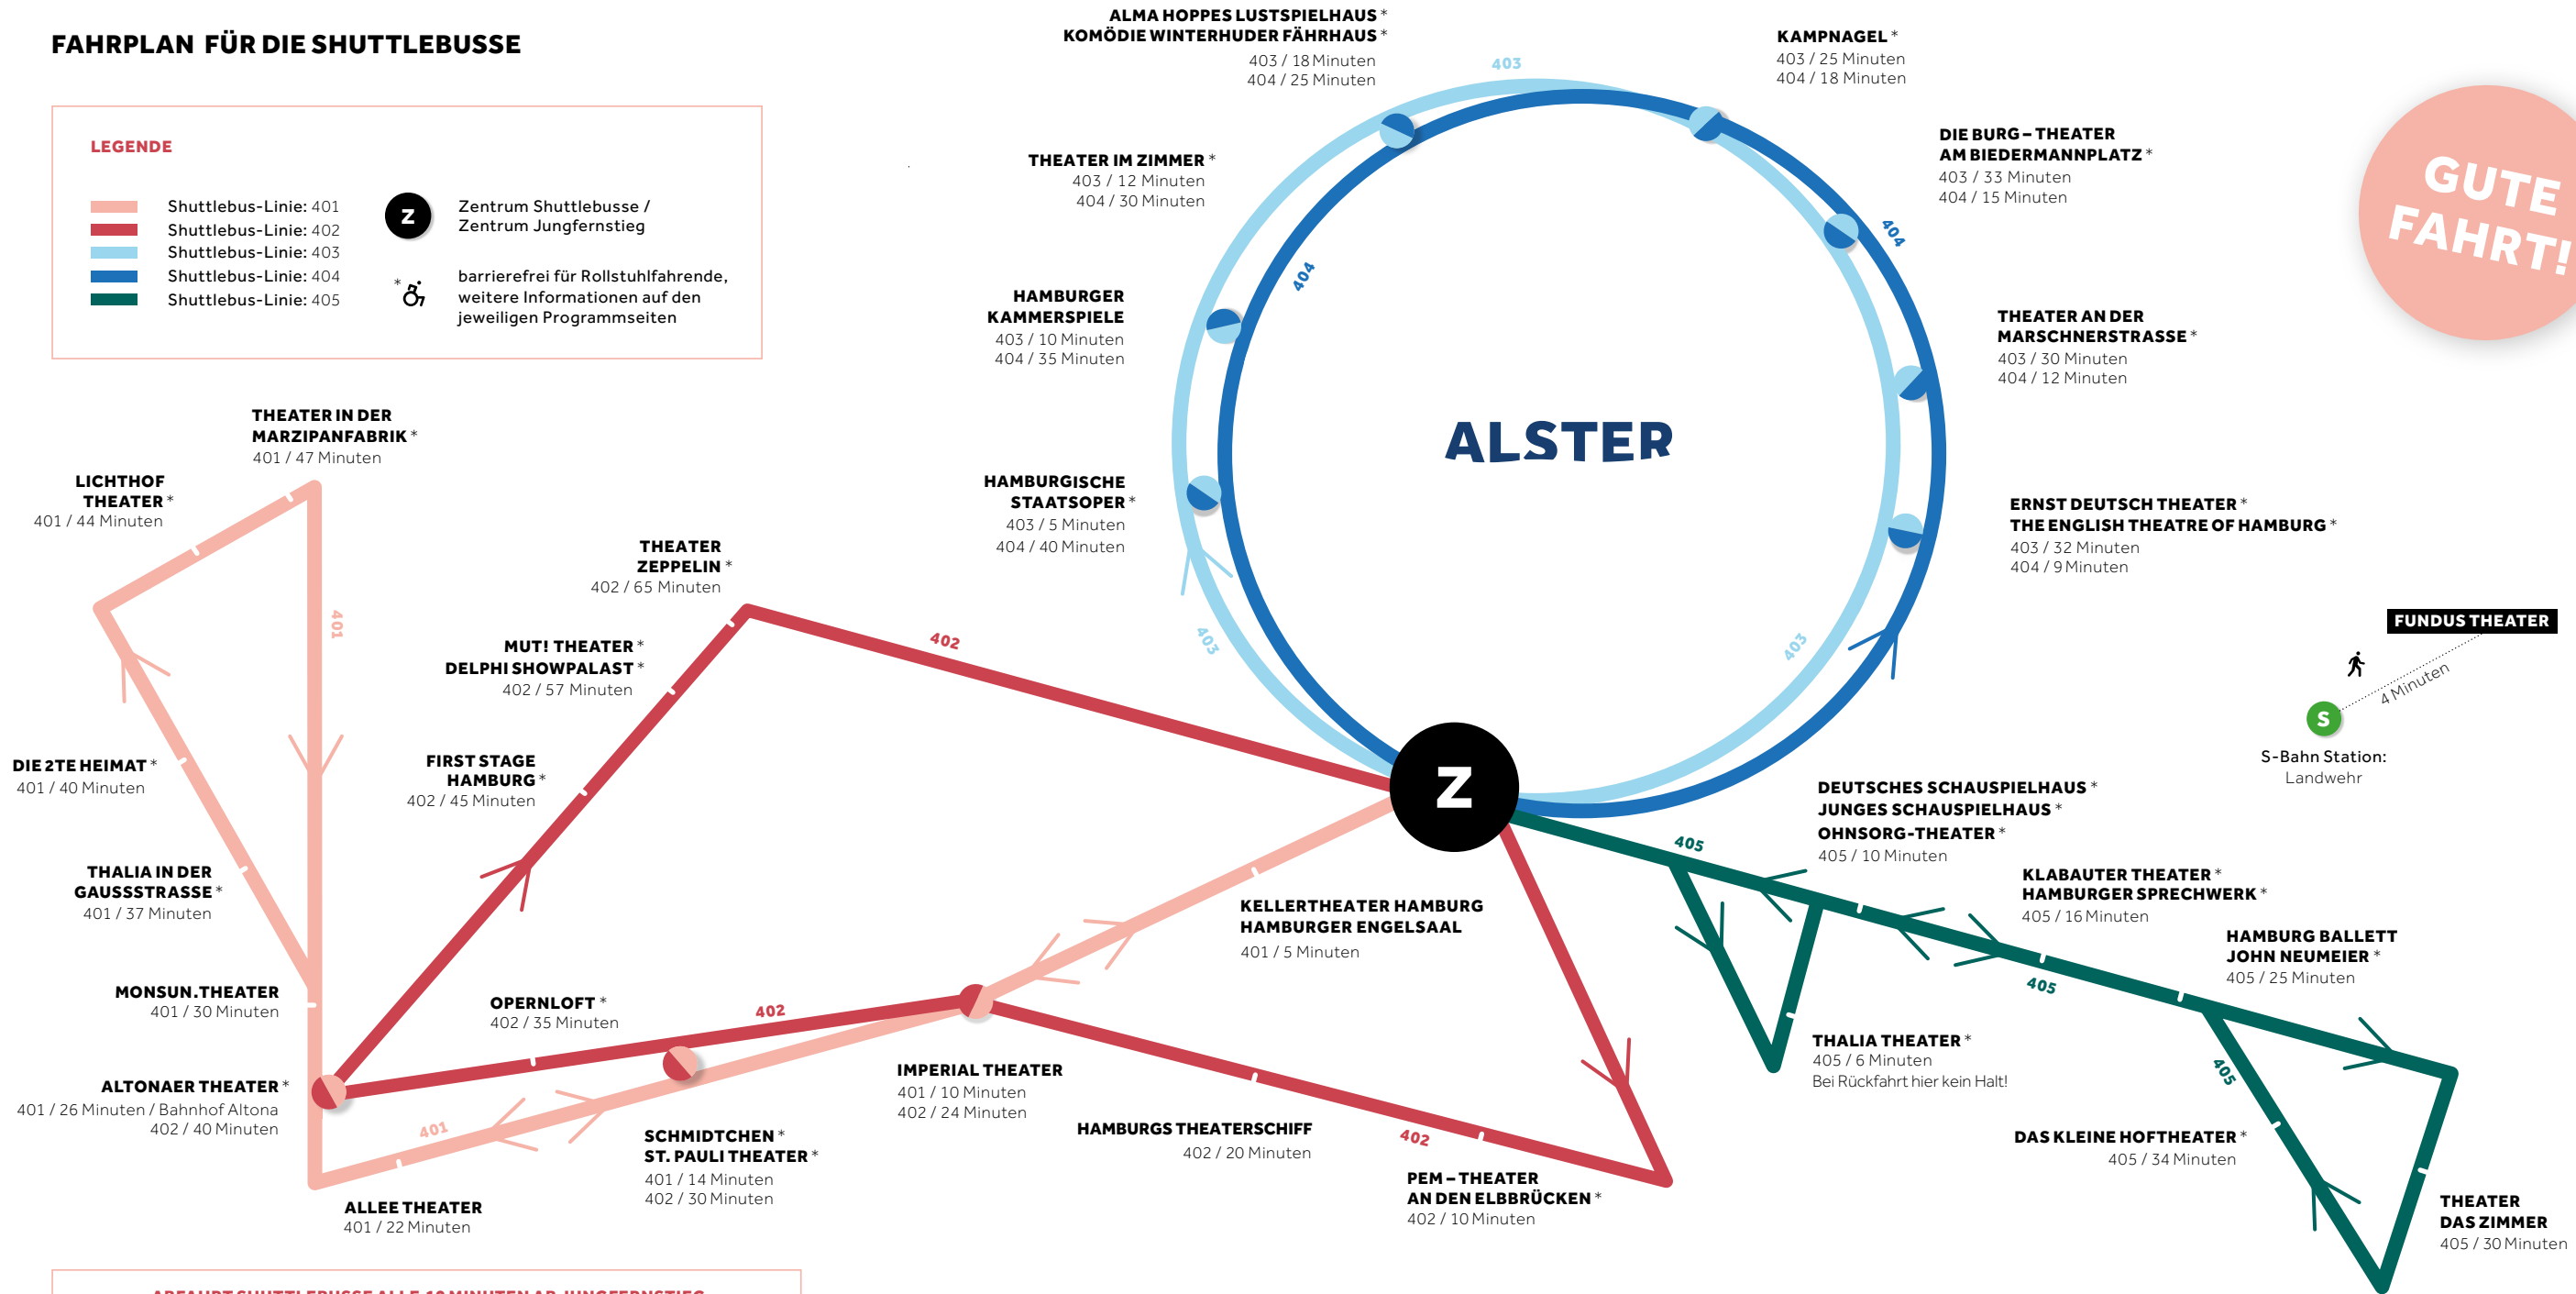 FAHRPLAN FÜR DIE SHUTTLEBUSSE
LEGENDE
Shuttlebus-Linie: 401
Shuttlebus-Linie: 402
Shuttlebus-Linie: 403
Shuttlebus-Linie: 404
Shuttlebus-Linie: 405
Z
Zentrum Shuttlebusse /
Zentrum Jungfernstieg
*
barrierefrei für Rollstuhlfahrende,
weitere Informationen auf den
jeweiligen Programmseiten
ALMA HOPPES LUSTSPIELHAUS *
KOMÖDIE WINTERHUDER FÄHRHAUS *
403 / 18 Minuten
404 / 25 Minuten
403
KAMPNAGEL *
403 / 25 Minuten
404 / 18 Minuten
GUTE
FAHRT!
THEATER IM ZIMMER *
403 / 12 Minuten
404 / 30 Minuten
DIE BURG – THEATER
AM BIEDERMANNPLATZ *
403 / 33 Minuten
404 / 15 Minuten
404
404
HAMBURGER
KAMMERSPIELE
403 / 10 Minuten
404 / 35 Minuten
THEATER AN DER
MARSCHNERSTRASSE *
403 / 30 Minuten
404 / 12 Minuten
ALSTER
HAMBURGISCHE
STAATSOPER *
403 / 5 Minuten
404 / 40 Minuten
ERNST DEUTSCH THEATER *
THE ENGLISH THEATRE OF HAMBURG *
403 / 32 Minuten
404 / 9 Minuten
403
403
FUNDUS THEATER
4 Minuten
S
S-Bahn Station:
Landwehr
THEATER IN DER
MARZIPANFABRIK *
401 / 47 Minuten
LICHTHOF
THEATER *
401 / 44 Minuten
401
THEATER
ZEPPELIN *
402 / 65 Minuten
402
MUT! THEATER *
DELPHI SHOWPALAST *
402 / 57 Minuten
DIE 2TE HEIMAT *
401 / 40 Minuten
FIRST STAGE
HAMBURG *
402 / 45 Minuten
Z
THALIA IN DER
GAUSSSTRASSE *
401 / 37 Minuten
KELLERTHEATER HAMBURG
HAMBURGER ENGELSAAL
401 / 5 Minuten
405
DEUTSCHES SCHAUSPIELHAUS *
JUNGES SCHAUSPIELHAUS *
OHNSORG-THEATER *
405 / 10 Minuten
KLABAUTER THEATER *
HAMBURGER SPRECHWERK *
405 / 16 Minuten
405
HAMBURG BALLETT
JOHN NEUMEIER *
405 / 25 Minuten
MONSUN.THEATER
401 / 30 Minuten
OPERNLOFT *
402 / 35 Minuten
402
ALTONAER THEATER *
401 / 26 Minuten / Bahnhof Altona
402 / 40 Minuten
IMPERIAL THEATER
401 / 10 Minuten
402 / 24 Minuten
THALIA THEATER *
405 / 6 Minuten
Bei Rückfahrt hier kein Halt!
405
401
SCHMIDTCHEN *
ST. PAULI THEATER *
401 / 14 Minuten
402 / 30 Minuten
HAMBURGS THEATERSCHIFF
402 / 20 Minuten
402
DAS KLEINE HOFTHEATER *
405 / 34 Minuten
ALLEE THEATER
401 / 22 Minuten
PEM – THEATER
AN DEN ELBBRÜCKEN *
402 / 10 Minuten
THEATER
DAS ZIMMER
405 / 30 Minuten
ABFAHRT SHUTTLEBUSSE ALLE 10 MINUTEN AB JUNGFERNSTIEG